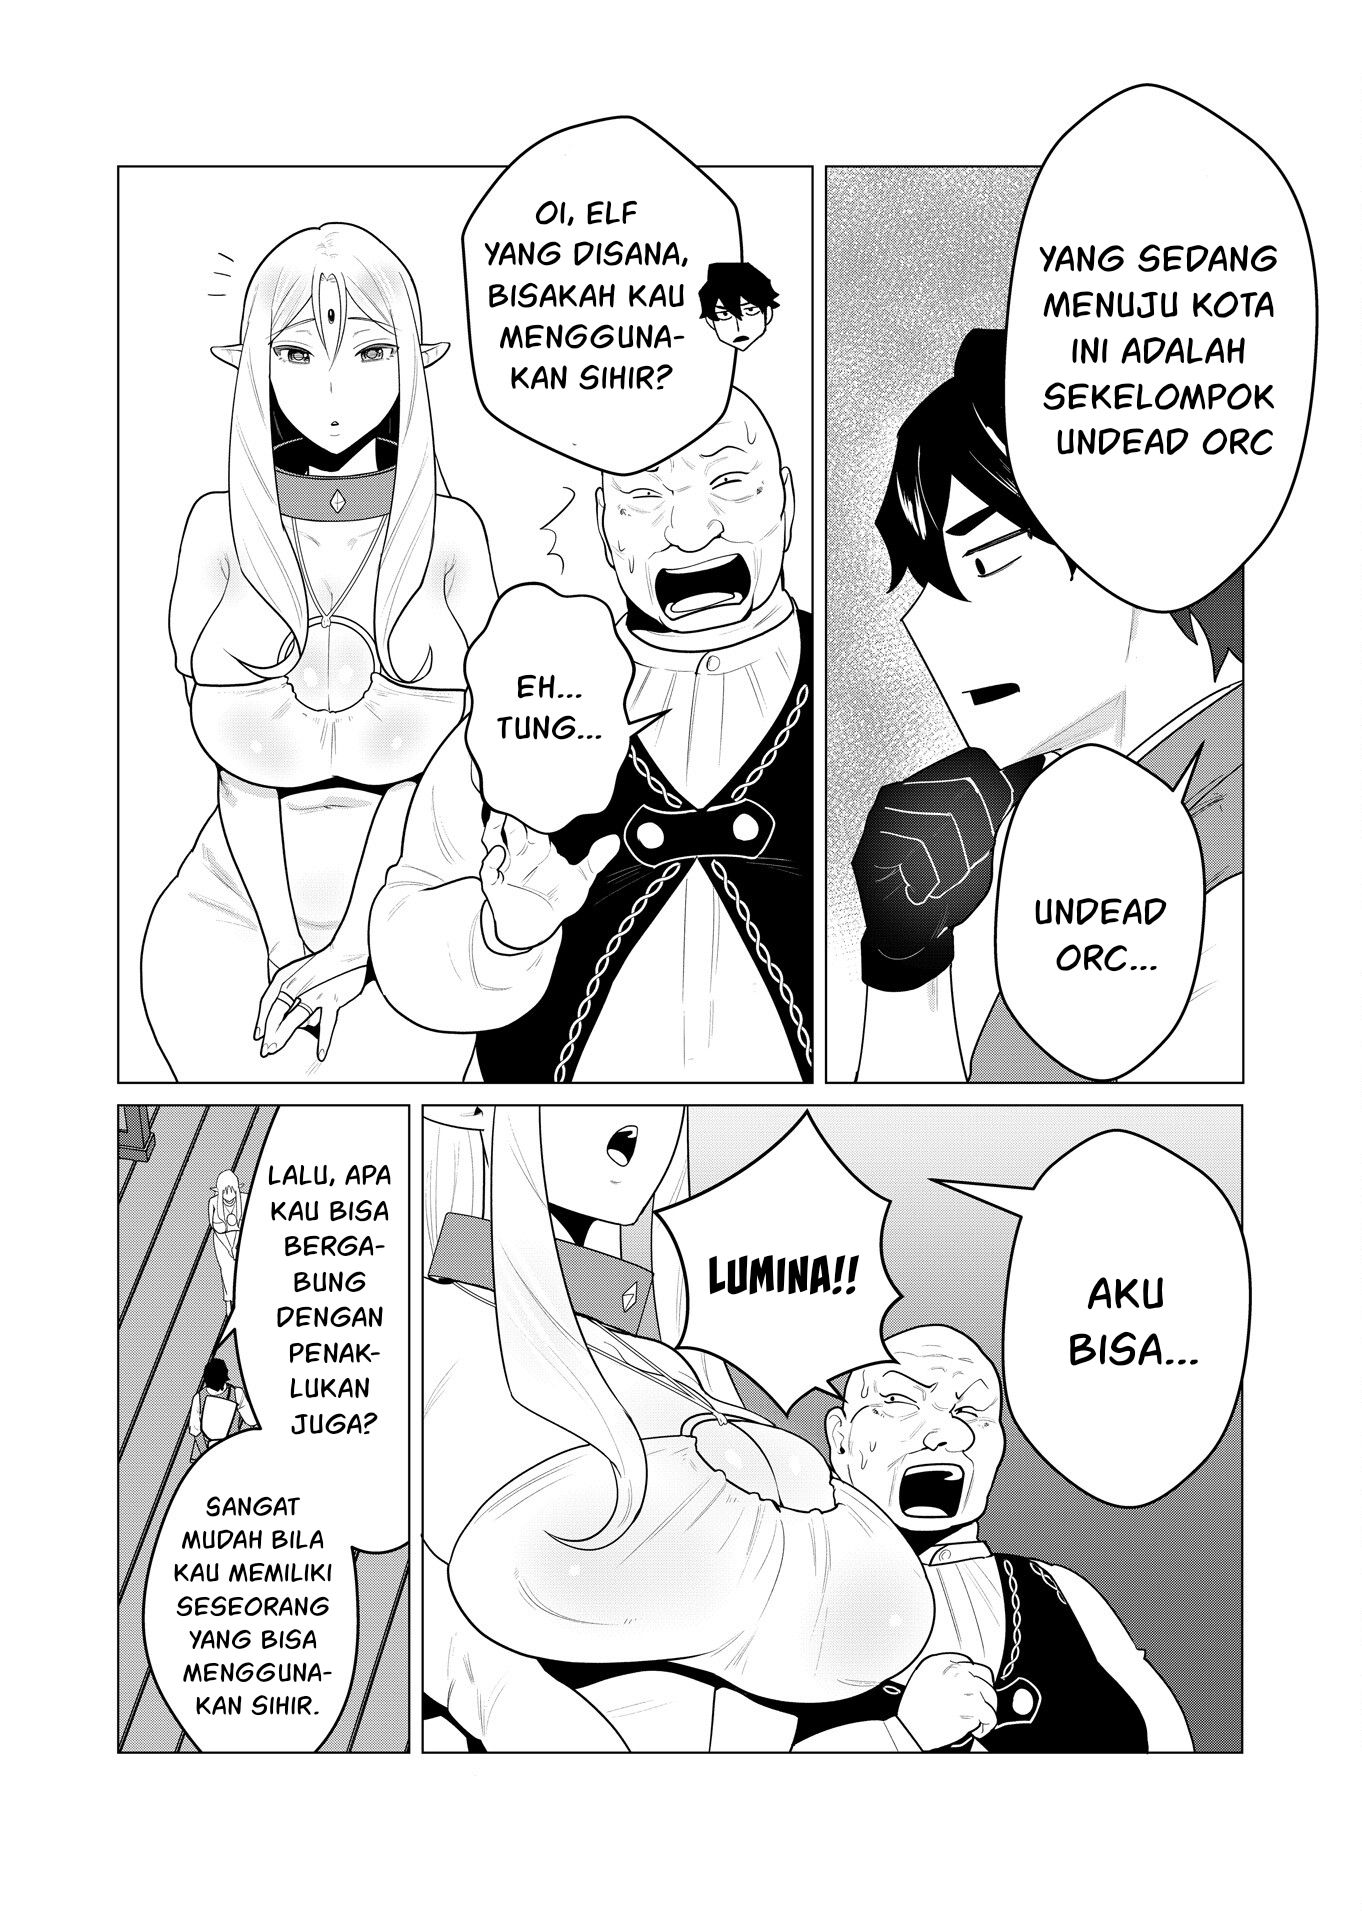 YANG SEDANG
MENUJU KOTA
INI ADALAH
SEKELOMPOK
UNDEAD ORC
UNDEAD
ORC...
OI, ELF
YANG DISANA,
BISAKAH KAU
MENGGUNA-
KAN SIHIR?
EH...
TUNG...
AKU
BISA...
LUMINA!!
LALU, APA
KAU BISA
BERGA-
BUNG
DENGAN
PENAK-
LUKAN
JUGA?
SANGAT
MUDAH BILA
KAU MEMILIKI
SESEORANG
YANG BISA
MENGGUNA-
KAN SIHIR.